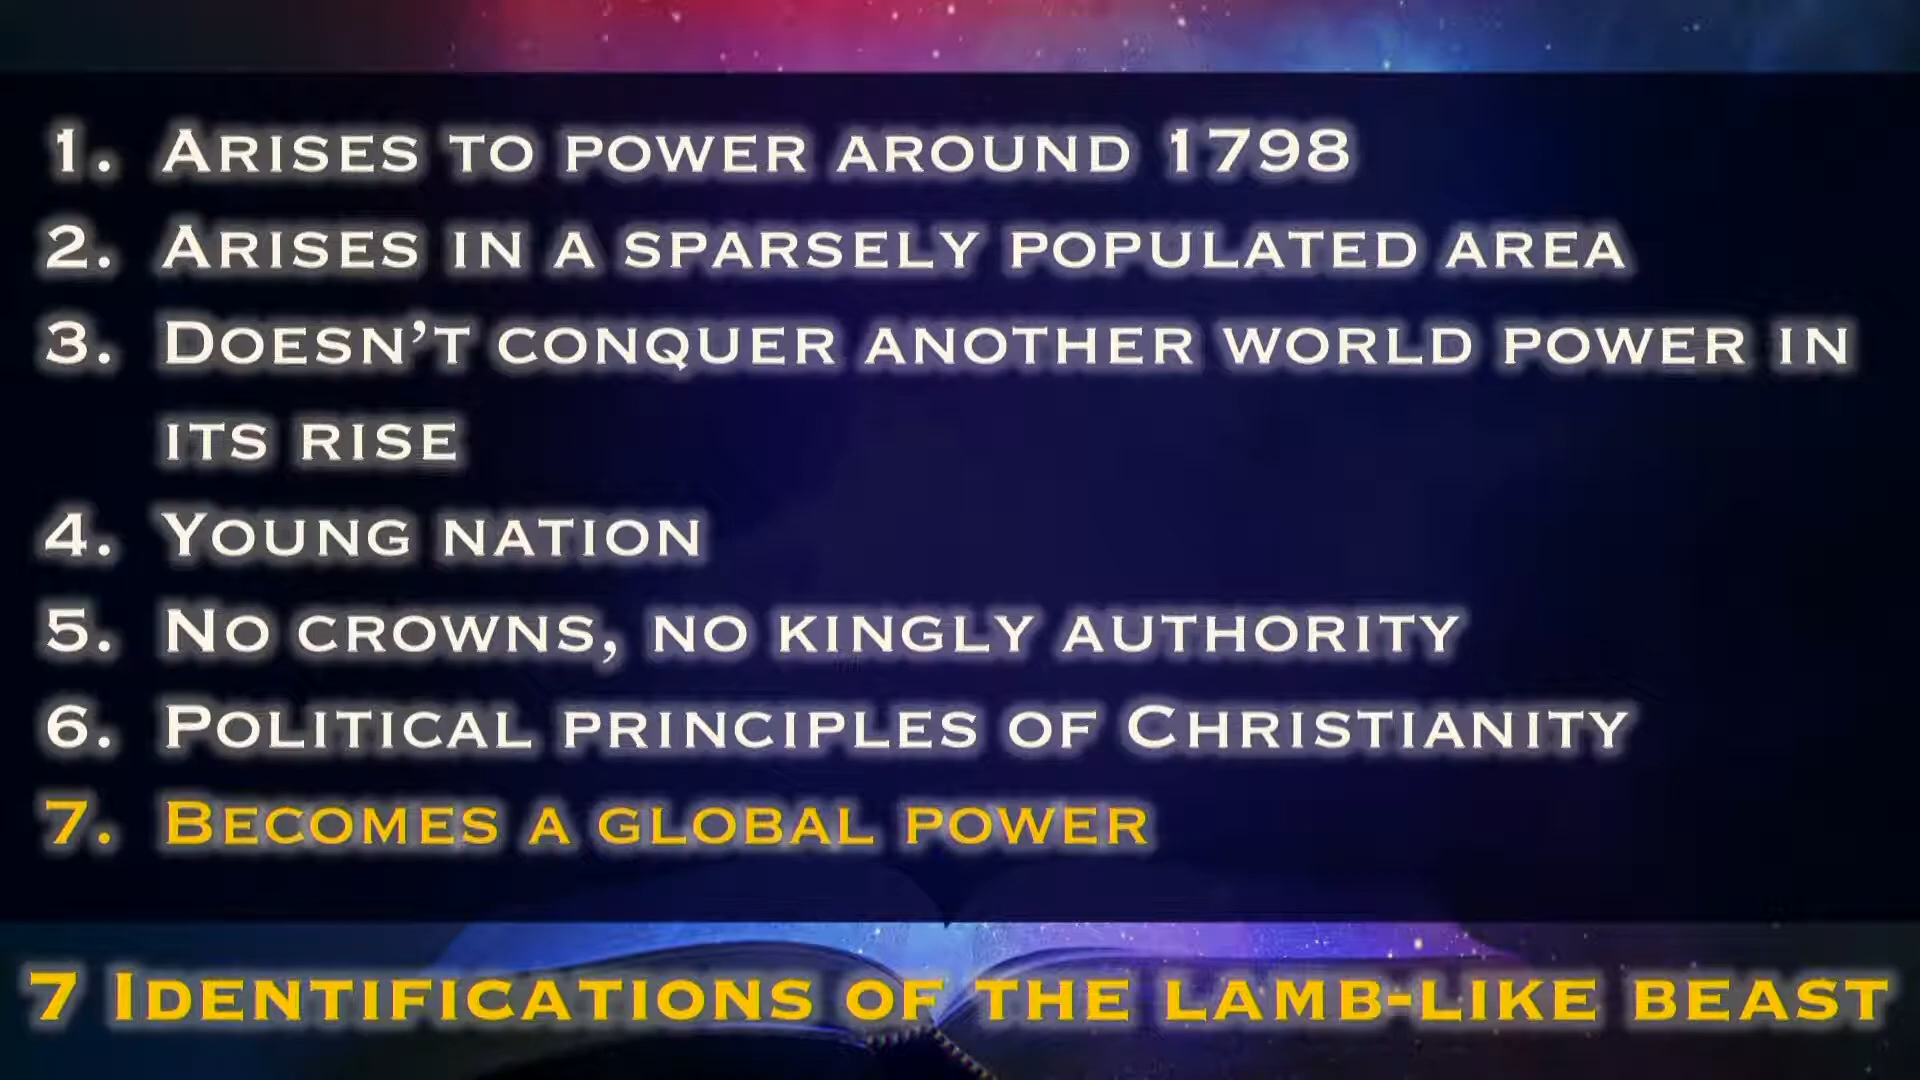 1. Arises to power around 1798
2. Arises in a sparsely populated area
3. Doesn’t conquer another world power in
its rise
4. Young nation
5. No crowns, no kingly authority
6. Political principles of Christianity
7. Becomes a global power
7 Identifications of the lamb-like beast